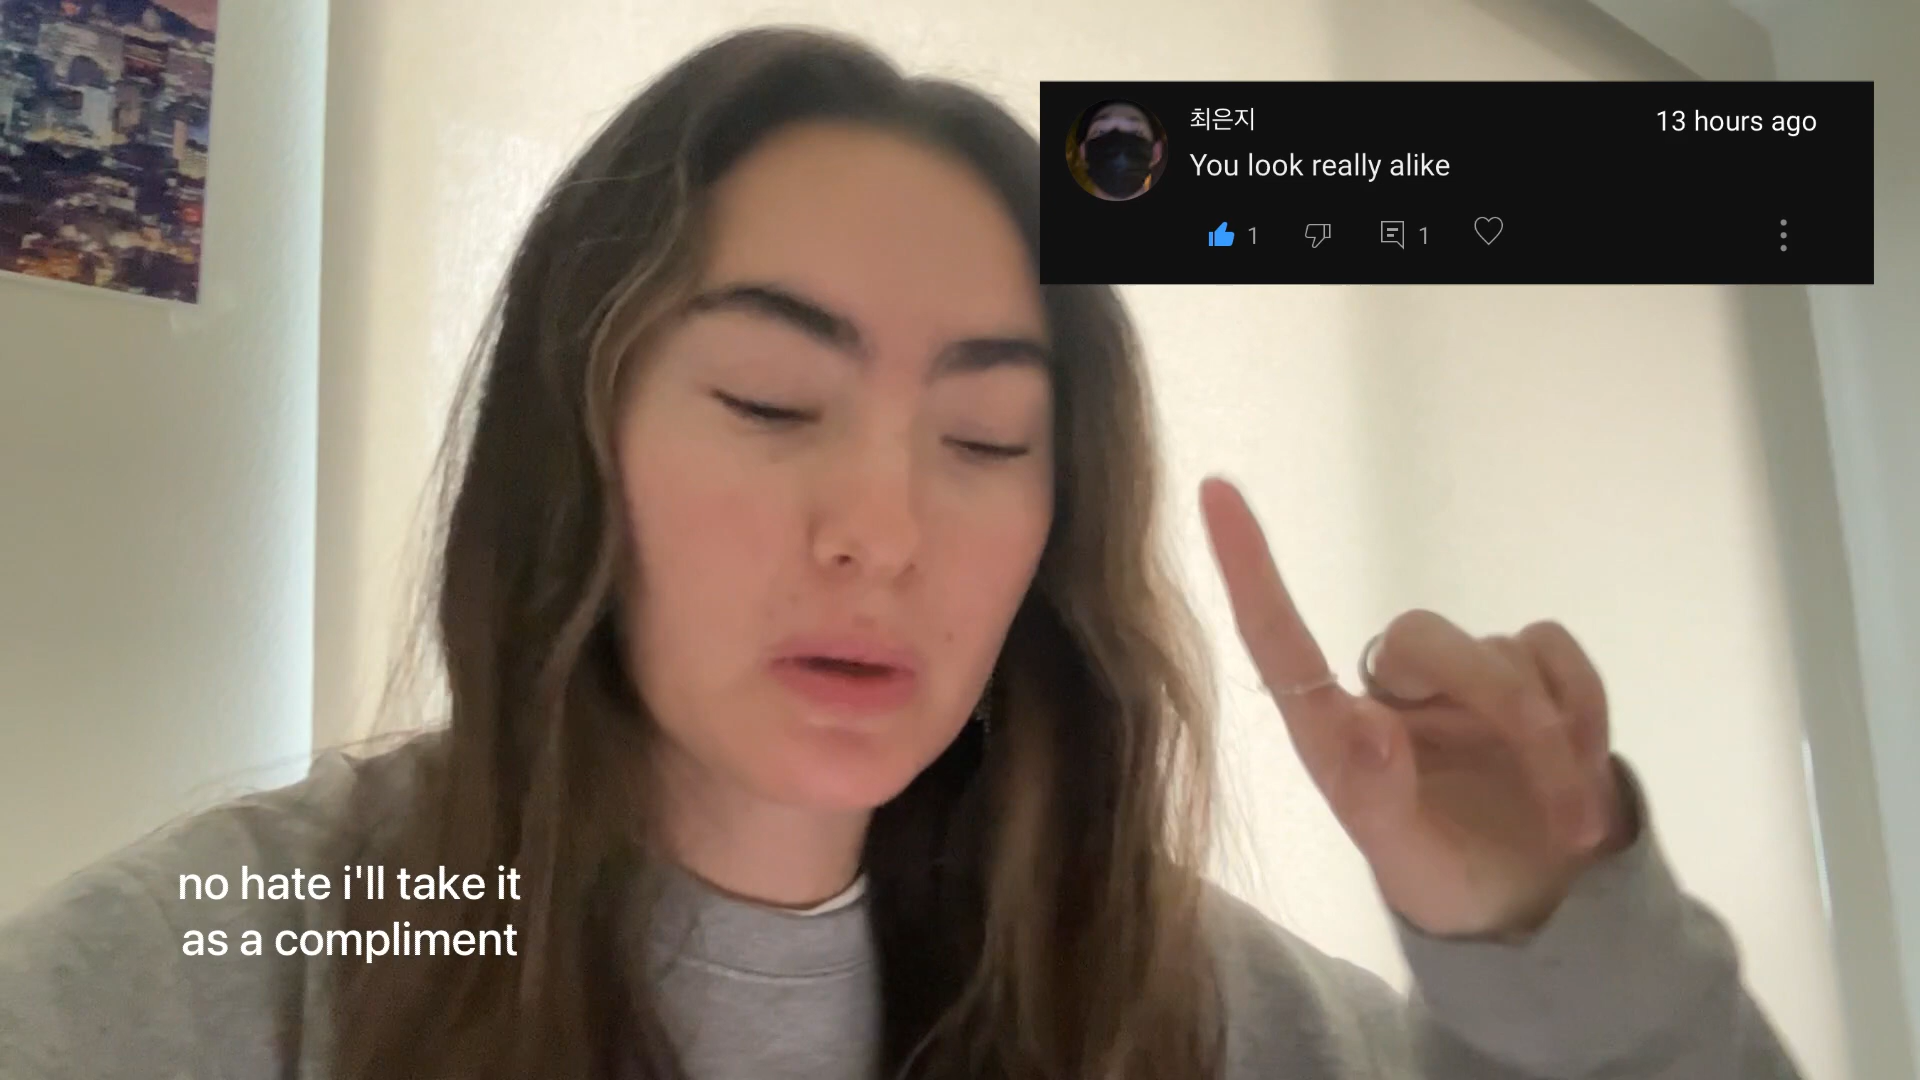 최은지
13 hours ago
You look really alike
1
1
no hate i'll take it
as a compliment